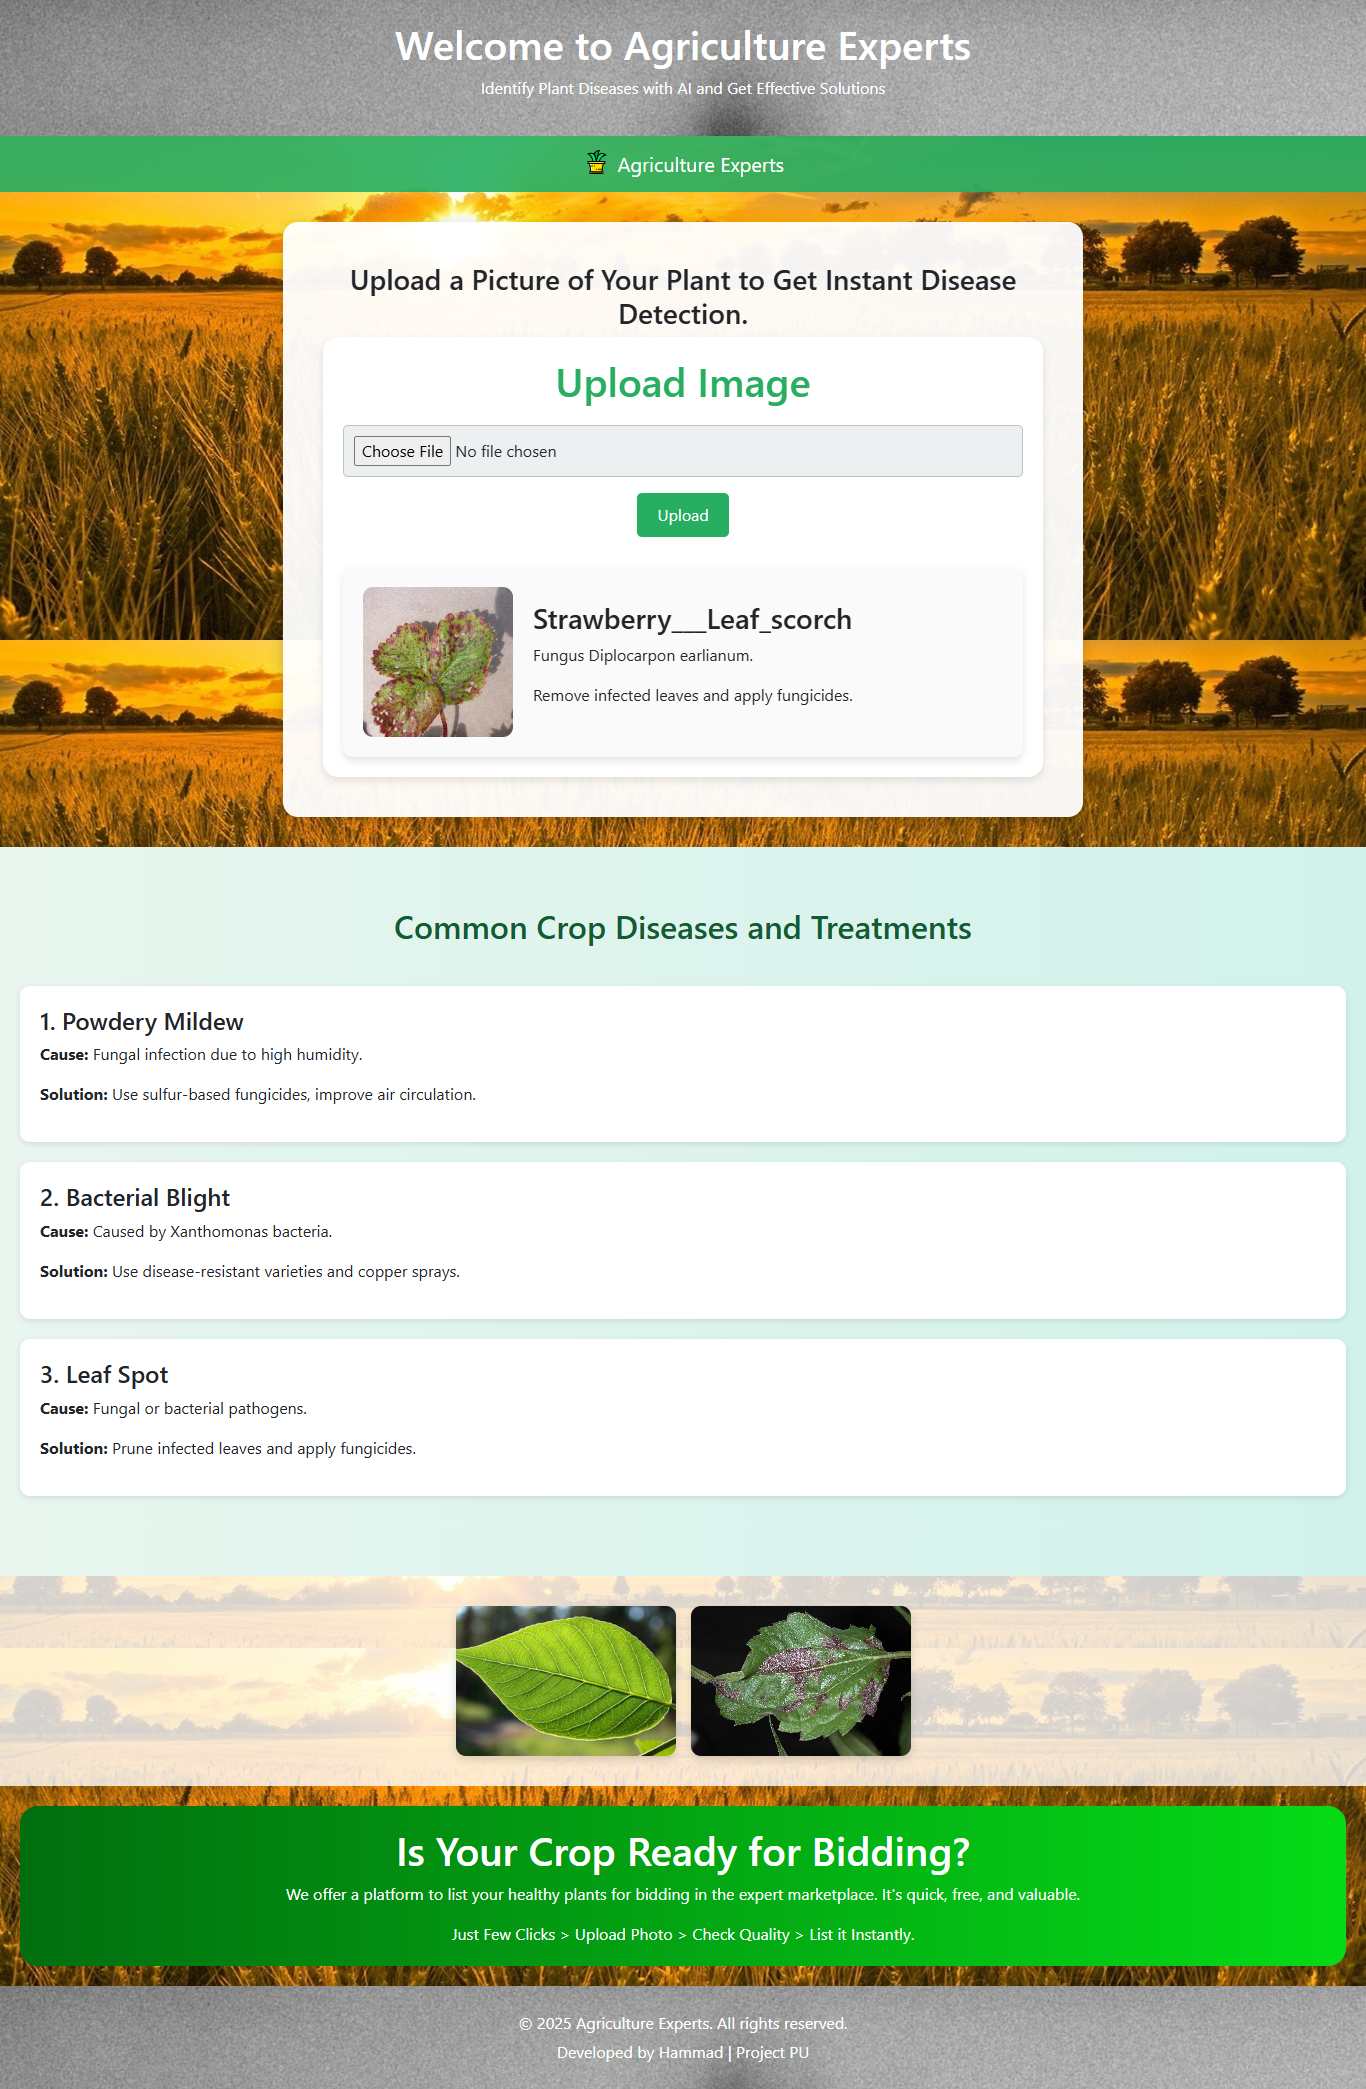 Welcome to Agriculture Experts
Identify Plant Diseases with AI and Get Effective Solutions
Agriculture Experts
Upload a Picture of Your Plant to Get Instant Disease
Detection.
Upload Image
Choose File No file chosen
Upload
Strawberry___Leaf_scorch
Fungus Diplocarpon earlianum.
Remove infected leaves and apply fungicides.
Common Crop Diseases and Treatments
1. Powdery Mildew
Cause: Fungal infection due to high humidity.
Solution: Use sulfur-based fungicides, improve air circulation.
2. Bacterial Blight
Cause: Caused by Xanthomonas bacteria.
Solution: Use disease-resistant varieties and copper sprays.
3. Leaf Spot
Cause: Fungal or bacterial pathogens.
Solution: Prune infected leaves and apply fungicides.
Is Your Crop Ready for Bidding?
We offer a platform to list your healthy plants for bidding in the expert marketplace. It's quick, free, and valuable.
Just Few Clicks > Upload Photo > Check Quality > List it Instantly.
© 2025 Agriculture Experts. All rights reserved.
Developed by Hammad | Project PU